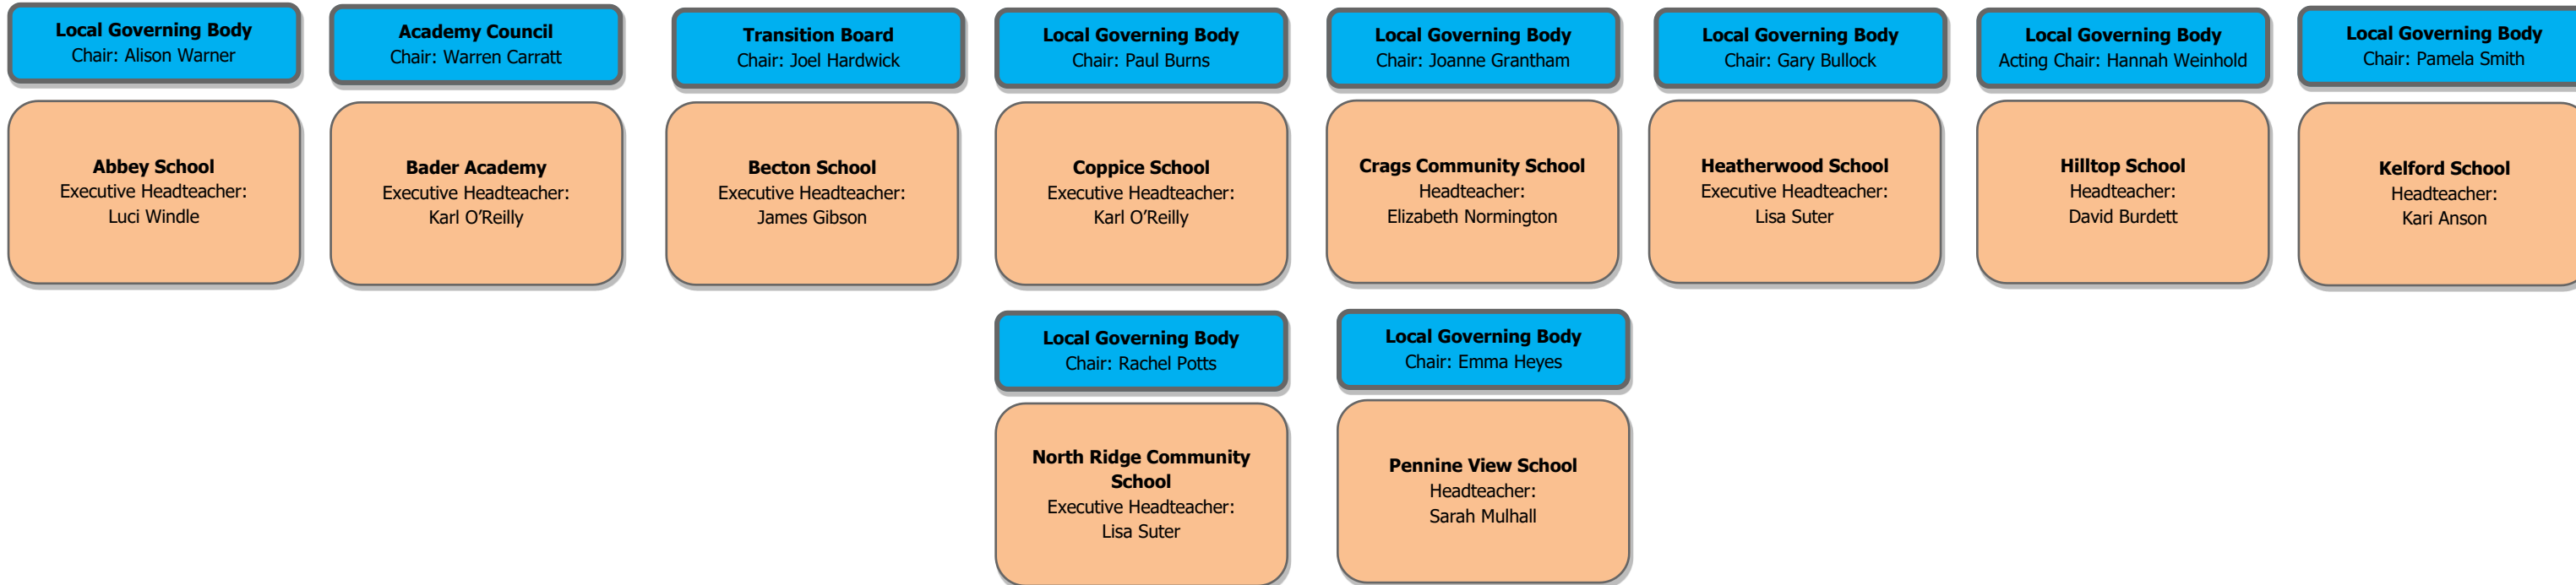 Local Governing Body
Chair: Alison Warner
Academy Council
Chair: Warren Carratt
Transition Board
Chair: Joel Hardwick
Local Governing Body
Chair: Paul Burns
Local Governing Body
Chair: Joanne Grantham
Local Governing Body
Chair: Gary Bullock
Local Governing Body
Acting Chair: Hannah Weinhold
Local Governing Body
Chair: Pamela Smith
Abbey School
Executive Headteacher:
Luci Windle
Bader Academy
Executive Headteacher:
Karl O’Reilly
Becton School
Executive Headteacher:
James Gibson
Coppice School
Executive Headteacher:
Karl O’Reilly
Crags Community School
Headteacher:
Elizabeth Normington
Heatherwood School
Executive Headteacher:
Lisa Suter
Hilltop School
Headteacher:
David Burdett
Kelford School
Headteacher:
Kari Anson
Local Governing Body
Chair: Rachel Potts
Local Governing Body
Chair: Emma Heyes
North Ridge Community
School
Executive Headteacher:
Lisa Suter
Pennine View School
Headteacher:
Sarah Mulhall